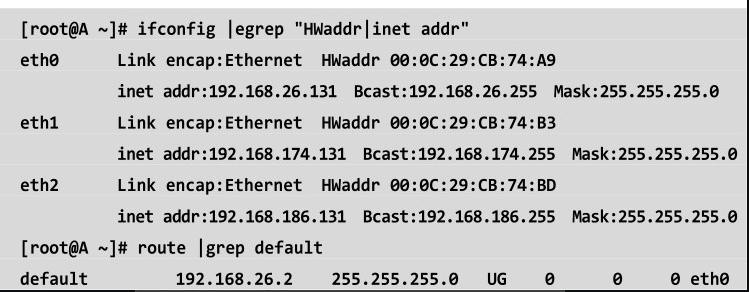 [root@A ~]# ifconfig |egrep "HWaddr|inet addr"
eth0 Link encap:Ethernet HWaddr 00:0C:29:CB:74:A9
inet addr:192.168.26.131 Bcast:192.168.26.255 Mask:255.255.255.0
eth1 Link encap:Ethernet HWaddr 00:0C:29:CB:74:B3
inet addr:192.168.174.131 Bcast:192.168.174.255 Mask:255.255.255.0
eth2 Link encap:Ethernet HWaddr 00:0C:29:CB:74:BD
inet addr:192.168.186.131 Bcast:192.168.186.255 Mask:255.255.255.0
[root@A ~]# route |grep default
default 192.168.26.2 255.255.255.0 UG 0 0 0 eth0